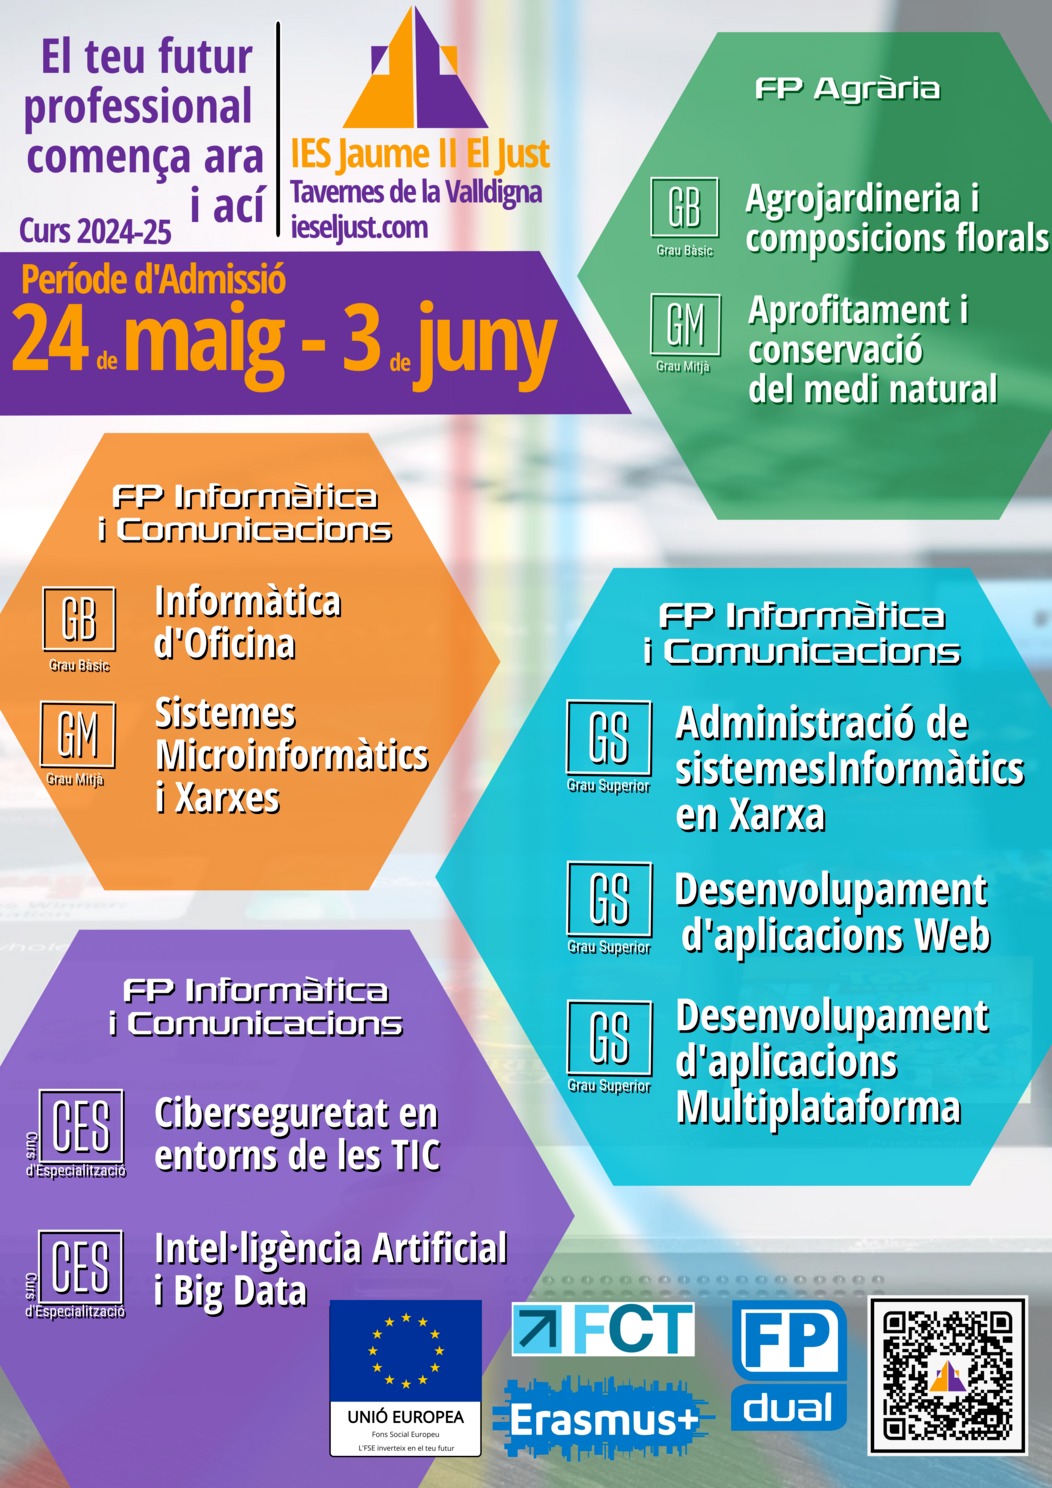 El teu futur
professional
comença ara
i ací
Curs 2024-25
IES Jaume II El Just
Tavernes de la Valldigna
ieseljust.com
Període d'Admissió
24 de maig - 3 de juny
FP Agrària
GB
Grau Bàsic
Agrojardineria i
composicions florals
GM
Grau Mitjà
Aprofitament i
conservació
del medi natural
FP Informàtica
i Comunicacions
GB
Grau Bàsic
Informàtica
d'Oficina
GM
Grau Mitjà
Sistemes
Microinformàtics
i Xarxes
FP Informàtica
i Comunicacions
GS
Grau Superior
Administració de
sistemesInformàtics
en Xarxa
GS
Grau Superior
Desenvolupament
d'aplicacions Web
GS
Grau Superior
Desenvolupament
d'aplicacions
Multiplataforma
FP Informàtica
i Comunicacions
CES
Curs
d'Especialització
Ciberseguretat en
entorns de les TIC
CES
Curs
d'Especialització
Intel·ligència Artificial
i Big Data
UNIÓ EUROPEA
Fons Social Europeu
L'FSE inverteix en el teu futur
FCT
Erasmus+
FP
dual